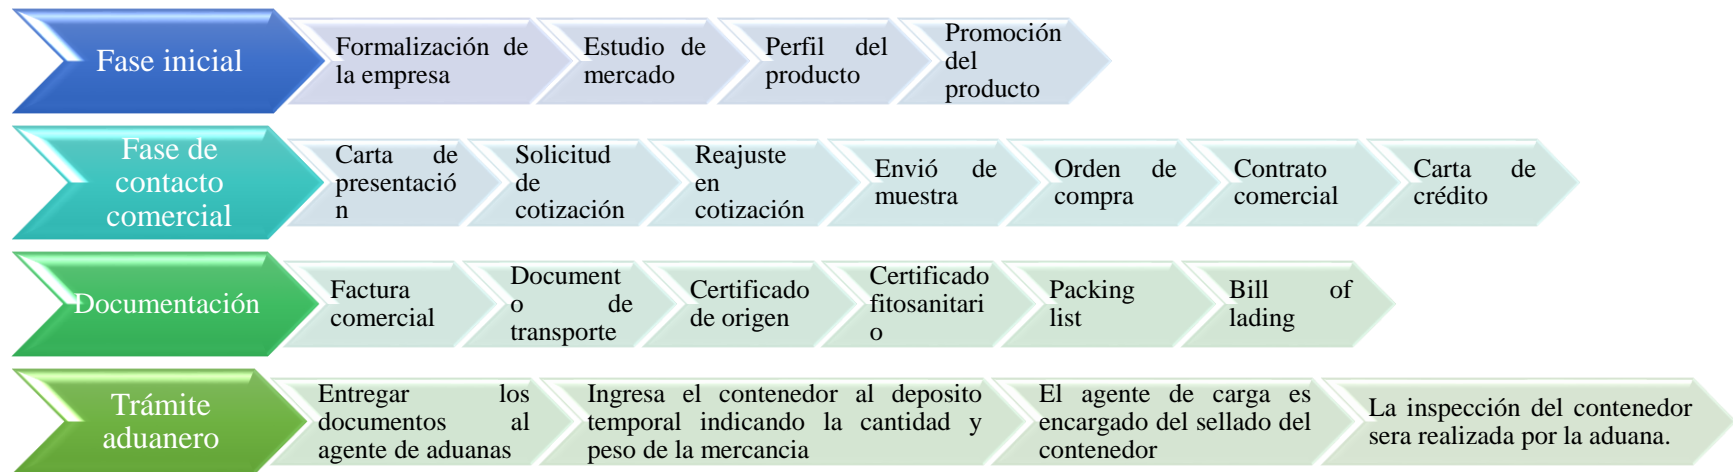 Fase inicial
Formalización de
la empresa
Estudio de
mercado
Perfil del
producto
Promoción
del
producto
Fase de
contacto
comercial
Carta de
presentació
n
Solicitud
de
cotización
Reajuste
en
cotización
Envió de
muestra
Orden de
compra
Contrato
comercial
Carta de
crédito
Documentación
Factura
comercial
Document
o de
transporte
Certificado
de origen
Certificado
fitosanitari
o
Packing
list
Bill of
lading
Trámite
aduanero
Entregar los
documentos al
agente de aduanas
Ingresa el contenedor al deposito
temporal indicando la cantidad y
peso de la mercancia
El agente de carga es
encargado del sellado del
contenedor
La inspección del contenedor
sera realizada por la aduana.